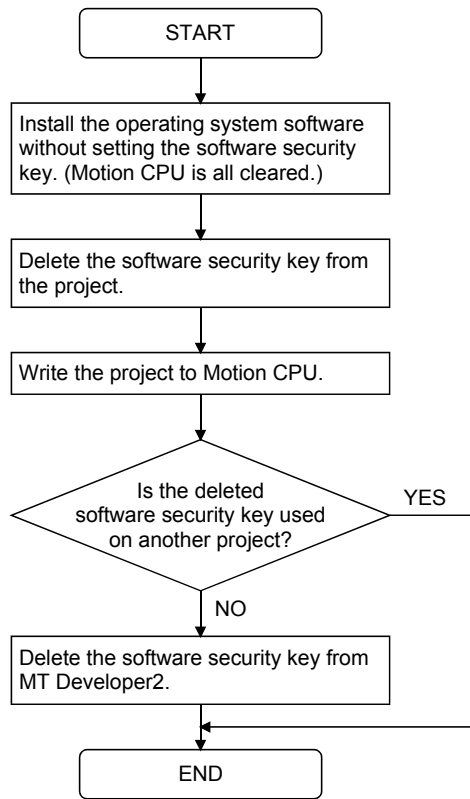 START
Install the operating system software
without setting the software security
key. (Motion CPU is all cleared.)
Delete the software security key from
the project.
Write the project to Motion CPU.
Is the deleted
software security key used
on another project?
YES
NO
Delete the software security key from
MT Developer2.
END